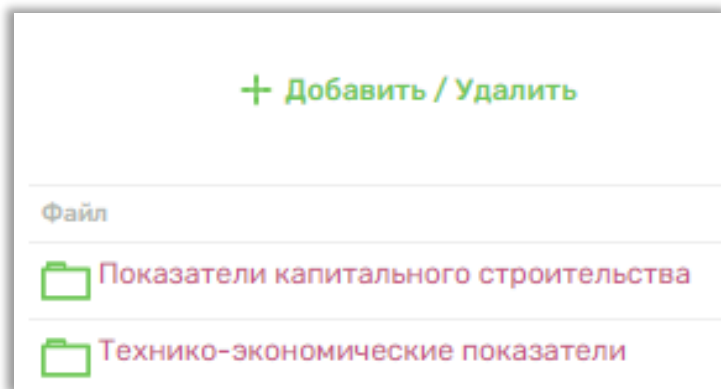 + Добавить / Удалить
Файл
Показатели капитального строительства
Технико-экономические показатели